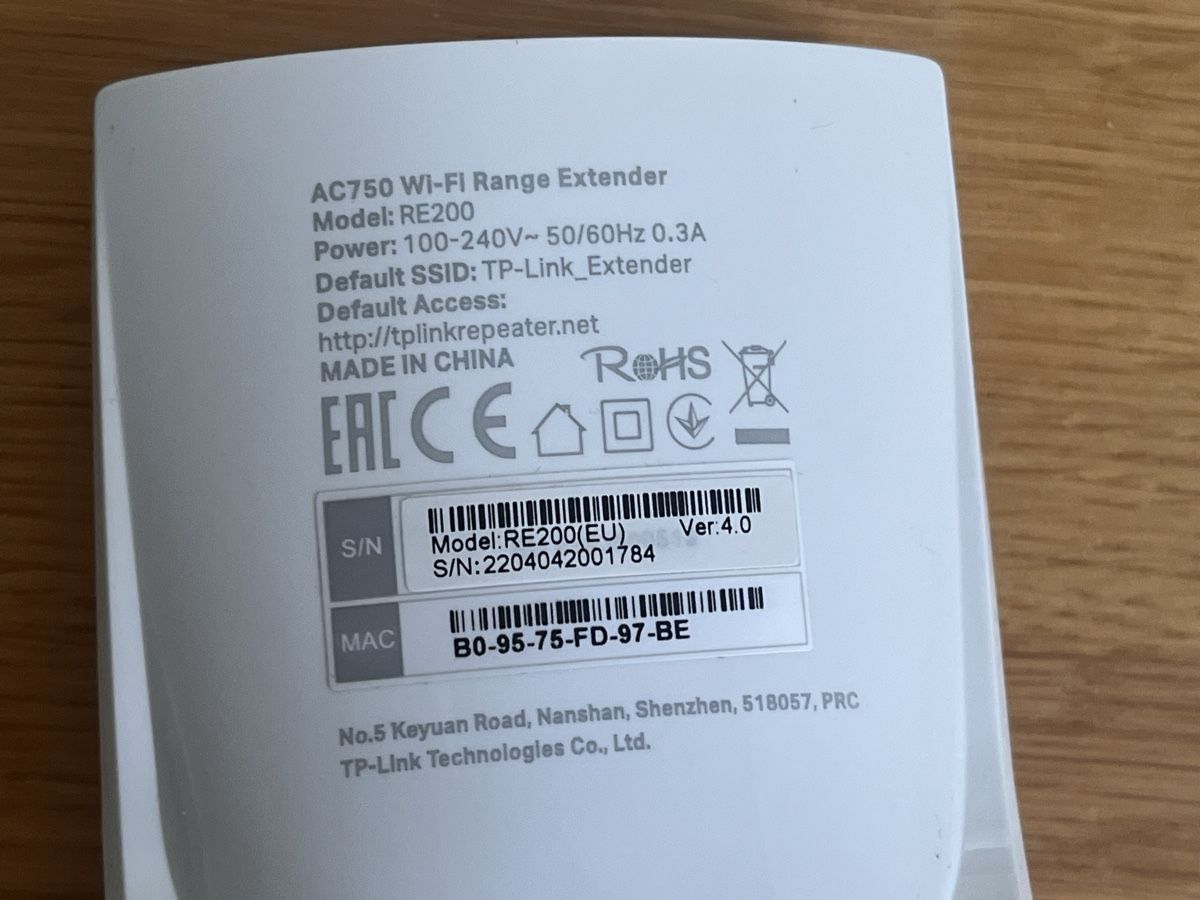 AC750 Wi-Fi Range Extender
Model: RE200
Power: 100-240V~ 50/60Hz 0.3A
Default SSID: TP-Link_Extender
Default Access:
http://tplinkrepeater.net
MADE IN CHINA
RoHS
EAC CE
S/N
Model:RE200(EU) Ver:4.0
S/N:2204042001784
MAC
B0-95-75-FD-97-BE
No.5 Keyuan Road, Nanshan, Shenzhen, 518057, PRC
TP-Link Technologies Co., Ltd.